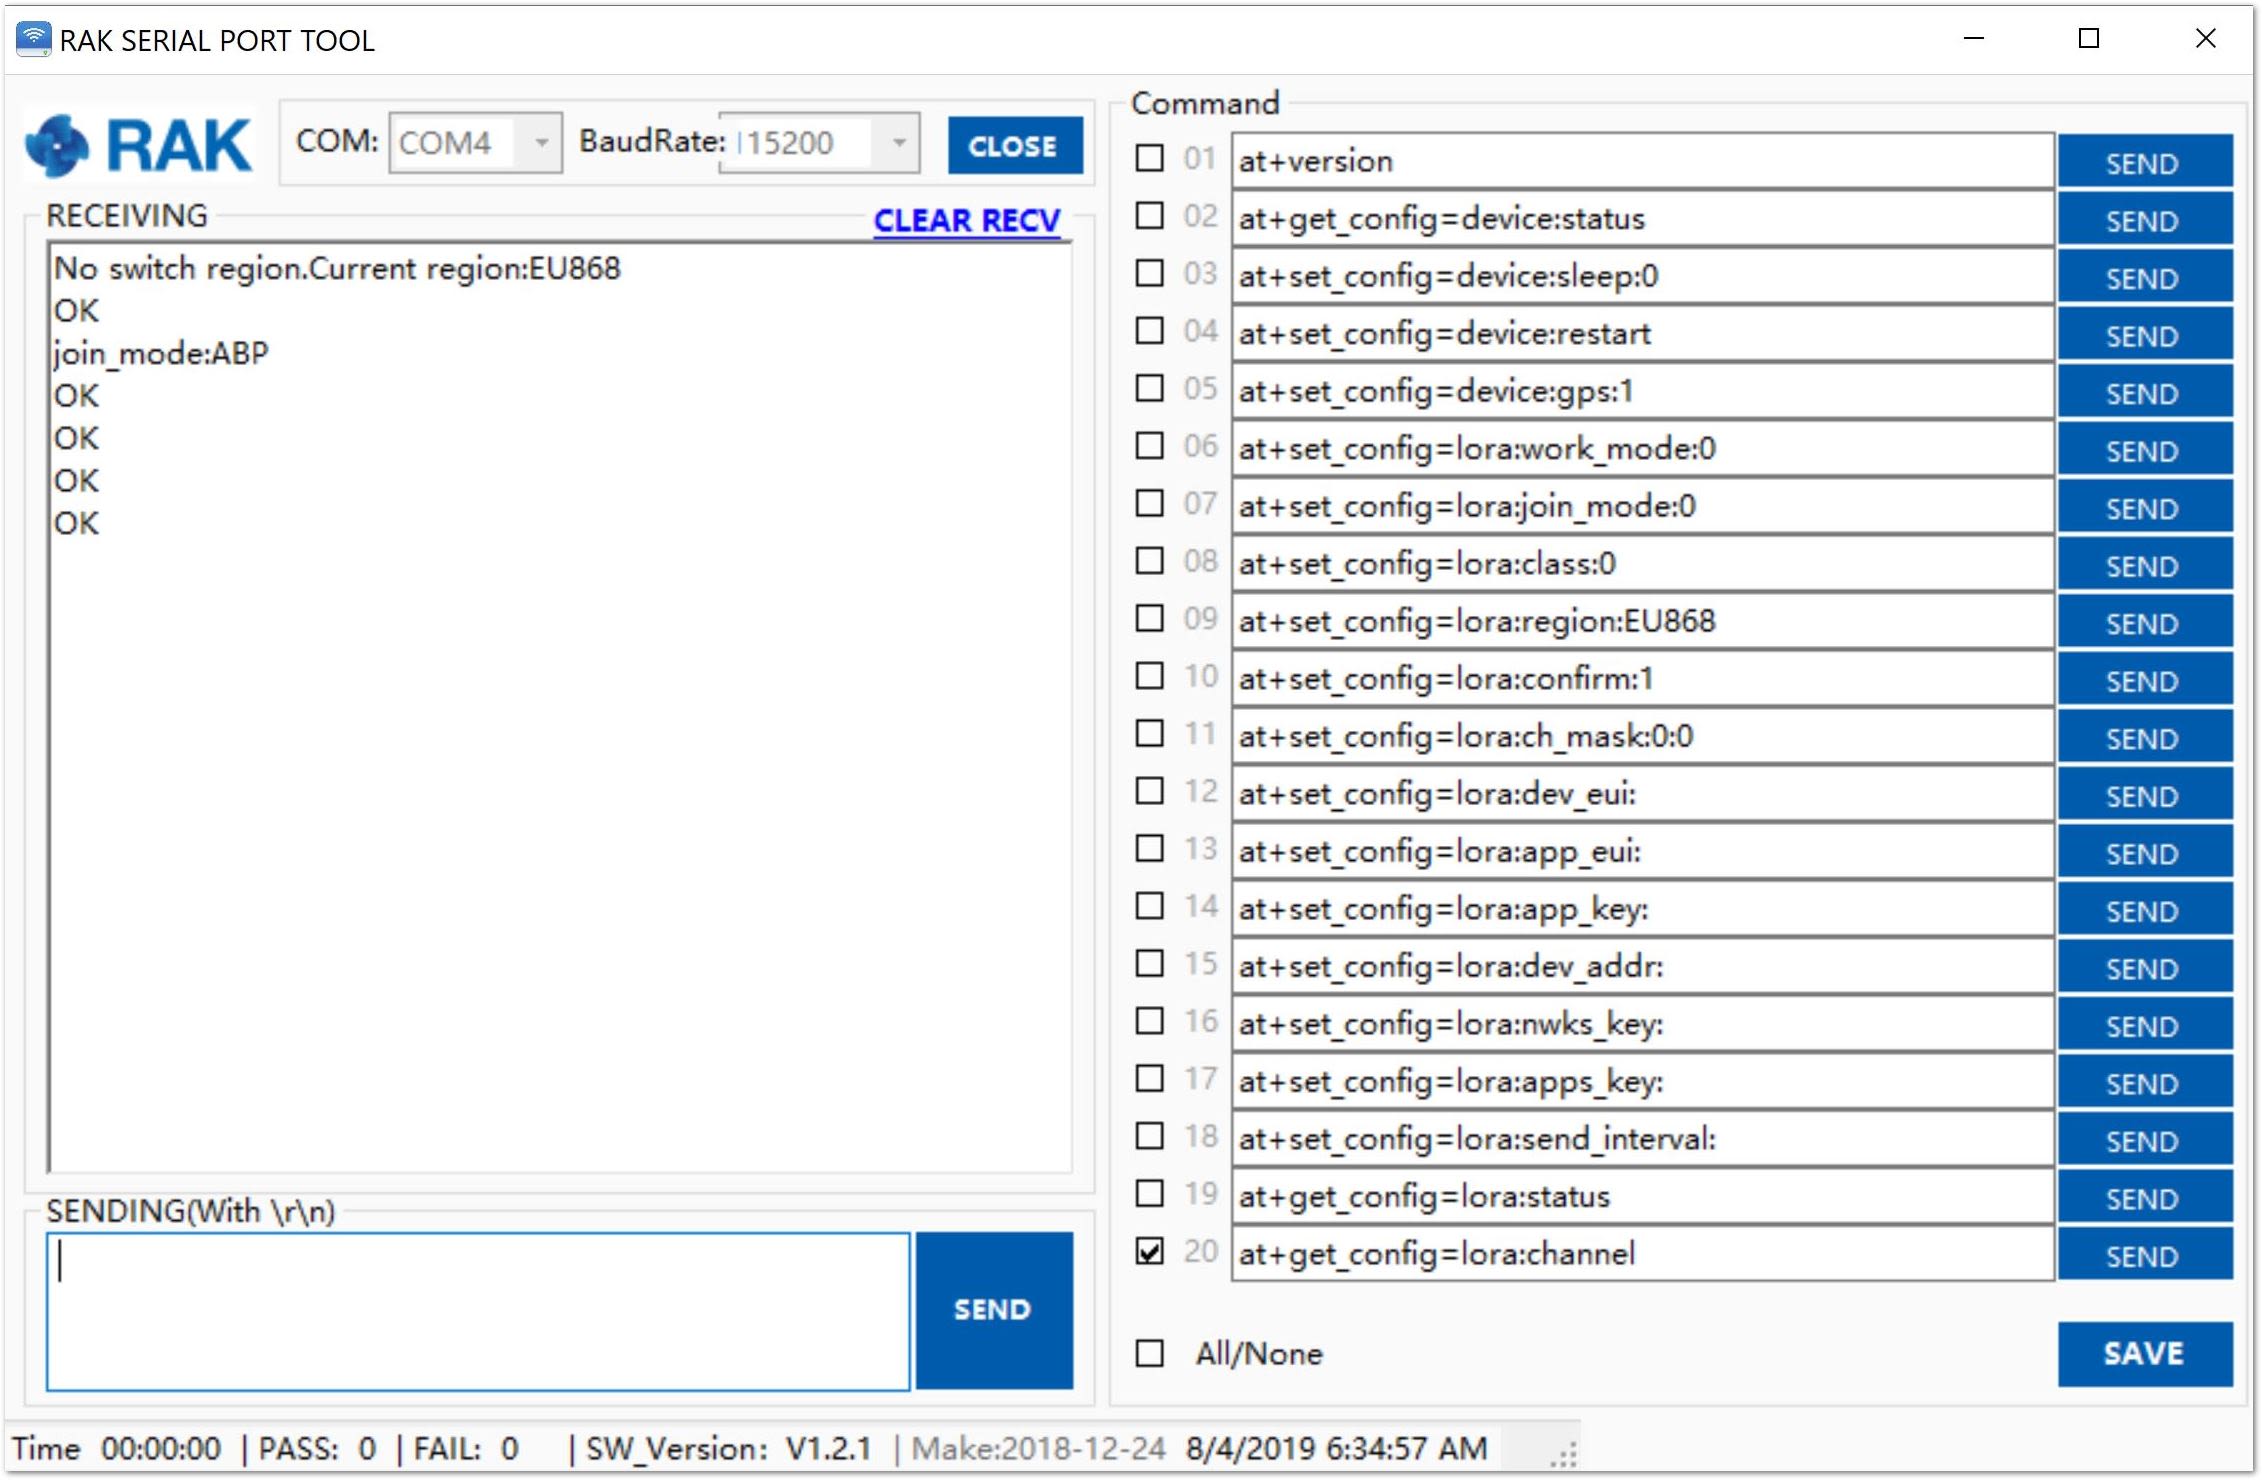 RAK SERIAL PORT TOOL
RAK
COM: COM4 BaudRate: 115200 CLOSE
RECEIVING CLEAR RECV
No switch region.Current region:EU868
OK
join_mode:ABP
OK
OK
OK
OK
SENDING(With \r\n)
SEND
Command
01 at+version SEND
02 at+get_config=device:status SEND
03 at+set_config=device:sleep:0 SEND
04 at+set_config=device:restart SEND
05 at+set_config=device:gps:1 SEND
06 at+set_config=lora:work_mode:0 SEND
07 at+set_config=lora:join_mode:0 SEND
08 at+set_config=lora:class:0 SEND
09 at+set_config=lora:region:EU868 SEND
10 at+set_config=lora:confirm:1 SEND
11 at+set_config=lora:ch_mask:0:0 SEND
12 at+set_config=lora:dev_eui: SEND
13 at+set_config=lora:app_eui: SEND
14 at+set_config=lora:app_key: SEND
15 at+set_config=lora:dev_addr: SEND
16 at+set_config=lora:nwks_key: SEND
17 at+set_config=lora:apps_key: SEND
18 at+set_config=lora:send_interval: SEND
19 at+get_config=lora:status SEND
20 at+get_config=lora:channel SEND
All/None SAVE
Time 00:00:00 | PASS: 0 | FAIL: 0 | SW_Version: V1.2.1 | Make:2018-12-24 8/4/2019 6:34:57 AM